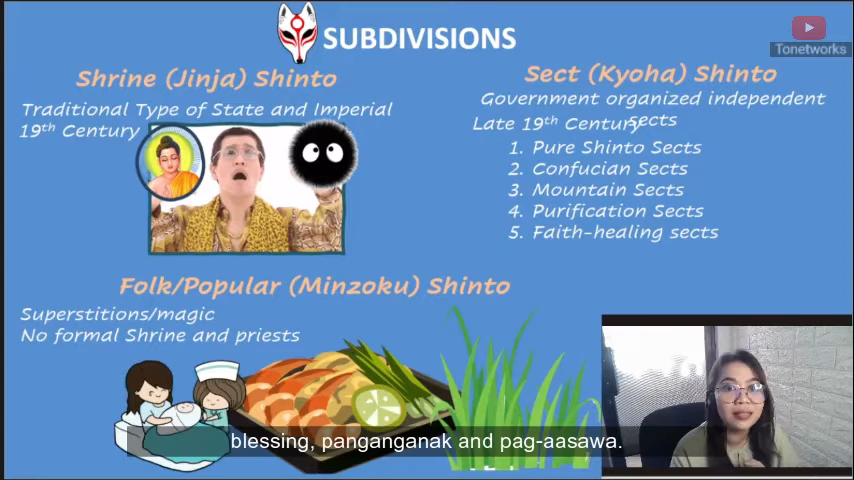 SUBDIVISIONS
Tonetworks
Shrine (Jinja) Shinto
Traditional Type of State and Imperial
19th Century
Sect (Kyoha) Shinto
Government organized independent
sects
Late 19th Century
1. Pure Shinto Sects
2. Confucian Sects
3. Mountain Sects
4. Purification Sects
5. Faith-healing sects
Folk/Popular (Minzoku) Shinto
Superstitions/magic
No formal Shrine and priests
blessing, panganganak and pag-aasawa.